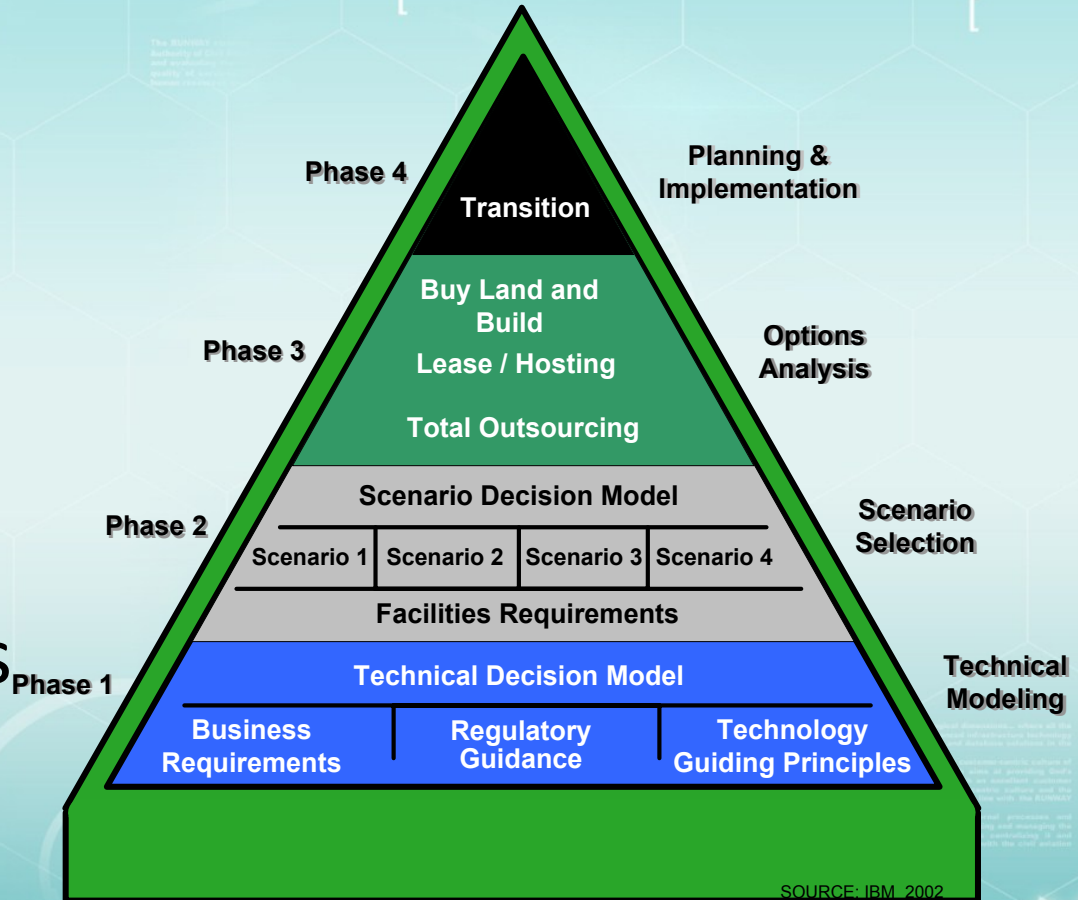 Phase 4
Planning &
Implementation
Transition
Buy Land and
Build
Phase 3
Options
Analysis
Lease / Hosting
Total Outsourcing
Scenario Decision Model
Phase 2
Scenario
Selection
Scenario 1
Scenario 2
Scenario 3
Scenario 4
Facilities Requirements
s
Phase 1
Technical
Modeling
Technical Decision Model
Business
Requirements
Regulatory
Guidance
Technology
Guiding Principles
SOURCE: IBM 2002